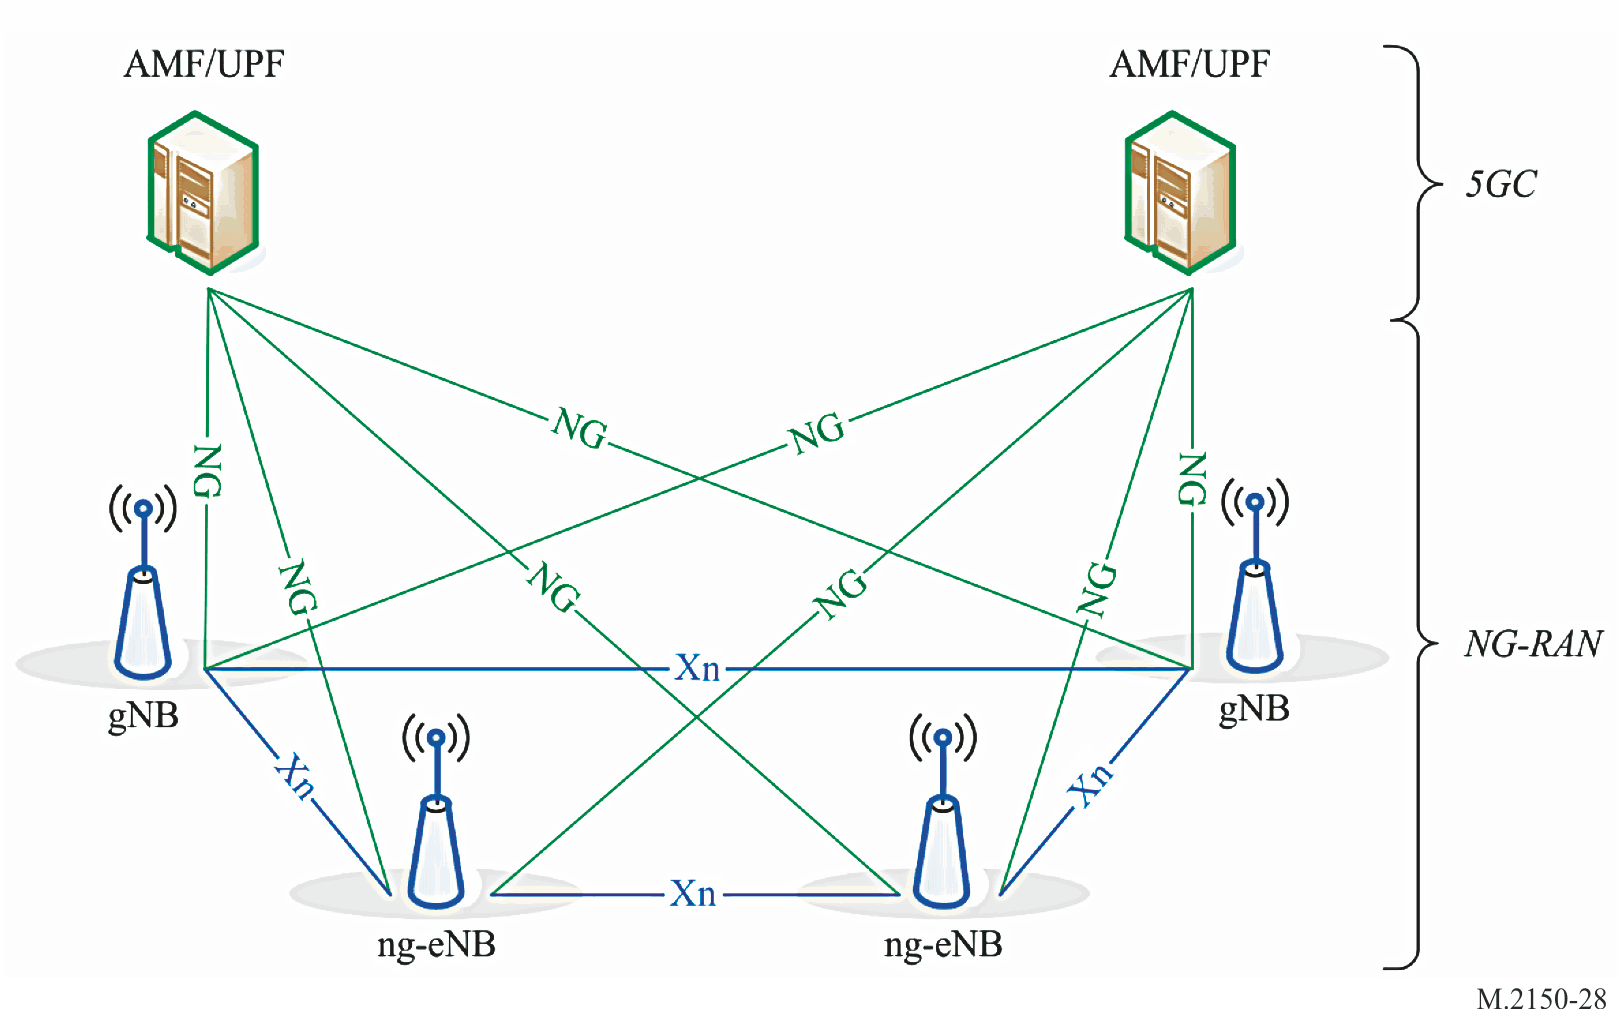 AMF/UPF
AMF/UPF
5GC
NG
NG
NG
NG
NG
NG
NG
NG
Xn
NG-RAN
gNB
gNB
Xn
Xn
Xn
ng-eNB
ng-eNB
M.2150-28